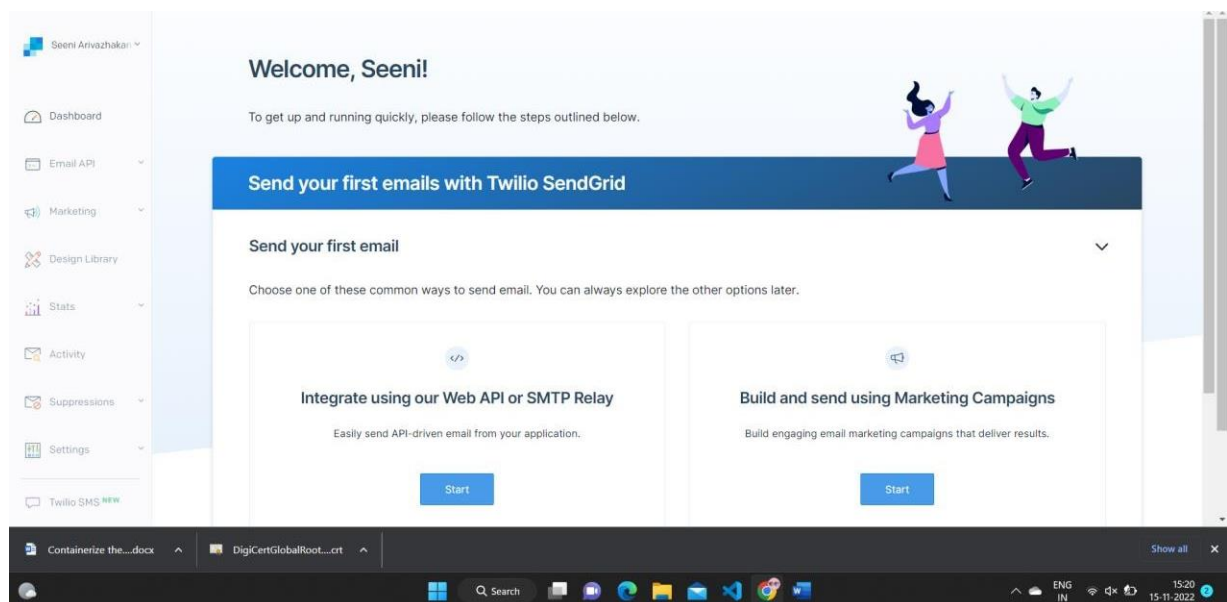 Seeni Arivazhakan
Dashboard
Email API
Marketing
Design Library
Stats
Activity
Suppressions
Settings
Twilio SMS NEW
Welcome, Seeni!
To get up and running quickly, please follow the steps outlined below.
Send your first emails with Twilio SendGrid
Send your first email
Choose one of these common ways to send email. You can always explore the other options later.
</>
Integrate using our Web API or SMTP Relay
Easily send API-driven email from your application.
Start
Build and send using Marketing Campaigns
Build engaging email marketing campaigns that deliver results.
Start
Containerize the....docx
DigiCertGlobalRoot....crt
Show all
Search
ENG
IN
15:20
15-11-2022
2